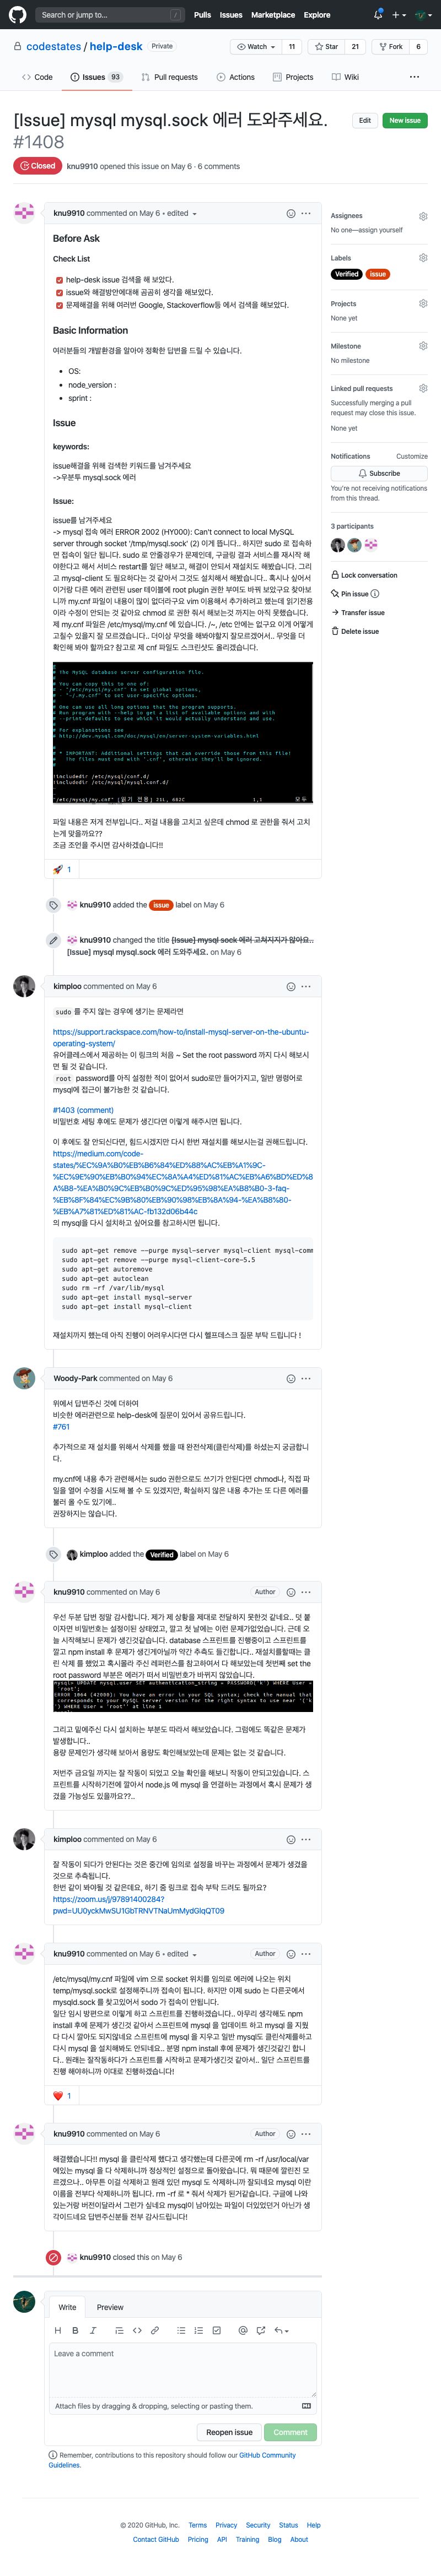 Search or jump to... /
Pulls Issues Marketplace Explore
codestates / help-desk Private
Watch 11 Star 21 Fork 6
Code Issues 93 Pull requests Actions Projects Wiki
[Issue] mysql mysql.sock 에러 도와주세요.
#1408
Edit New issue
Closed knu9910 opened this issue on May 6 · 6 comments
knu9910 commented on May 6 • edited
Before Ask
Check List
help-desk issue 검색을 해 보았다.
issue와 해결방안에대해 곰곰히 생각을 해보았다.
문제해결을 위해 여러번 Google, Stackoverflow등 에서 검색을 해보았다.
Basic Information
여러분들의 개발환경을 알아야 정확한 답변을 드릴 수 있습니다.
OS:
node_version :
sprint :
Issue
keywords:
issue해결을 위해 검색한 키워드를 남겨주세요
->우분투 mysql.sock 에러
Issue:
issue를 남겨주세요
-> mysql 접속 에러 ERROR 2002 (HY000): Can't connect to local MySQL
server through socket '/tmp/mysql.sock' (2) 이게 뜹니다.. 하지만 sudo 로 접속하
면 접속이 일단 됩니다. sudo 로 안줄경우가 문제인데, 구글링 결과 서비스를 재시작 해
야한다고 해서 서비스 restart를 일단 해보고, 해결이 안되서 재설치도 해봤습니다. 그리
고 mysql-client 도 필요하다는 것 같아서 그것도 설치해서 해봤습니다.. 혹시나 싶어서
이거랑 다른 에러 관련된 user 테이블에 root plugin 권한 부여도 바꿔 보았구요 찾아보
니까 my.cnf 파일이 내용이 많이 없더라구요 vim 이용해서 추가하려고 했는데 읽기전용
이라 수정이 안되는 것 같아요 chmod 로 권한 줘서 해보는것 까지는 아직 못했습니다.
제 my.cnf 파일은 /etc/mysql/my.cnf 에 있습니다. /~, /etc 안에는 없구요 이게 어떻게
연결이 되있을지 잘 모르겠습니다.. 더이상 무엇을 해봐야할지 잘모르겠어서.. 무엇을 더
확인해 봐야 할까요? 참고로 제 cnf 파일도 스크린샷도 올리겠습니다.
# The MySQL database server configuration file.
# You can copy this to one of:
# - "/etc/mysql/my.cnf" to set global options,
# - "~/.my.cnf" to set user-specific options.
# One can use all long options that the program supports.
# Run program with --help to get a list of available options and with
# --print-defaults to see which it would actually understand and use.
# For explanations see
# http://dev.mysql.com/doc/mysql/en/server-system-variables.html
# * IMPORTANT: Additional settings that can override those from this file!
# The files must end with '.cnf', otherwise they'll be ignored.
!includedir /etc/mysql/conf.d/
!includedir /etc/mysql/mysql.conf.d/
"/etc/mysql/my.cnf" [읽기 전용] 21L, 682C 1,1 모두
파일 내용은 저게 전부입니다.. 저걸 내용을 고치고 싶은데 chmod 로 권한을 줘서 고치
는게 맞을까요??
조금 조언을 주시면 감사하겠습니다!!
🚀 1
knu9910 added the issue label on May 6
knu9910 changed the title [Issue] mysql sock 에러 고쳐지지가 않아요..
[Issue] mysql mysql.sock 에러 도와주세요. on May 6
kimploo commented on May 6
sudo 를 주지 않는 경우에 생기는 문제라면
https://support.rackspace.com/how-to/install-mysql-server-on-the-ubuntu-
operating-system/
유어클레스에서 제공하는 이 링크의 처음 ~ Set the root password 까지 다시 해보시
면 될 것 같습니다.
root password를 아직 설정한 적이 없어서 sudo로만 들어가지고, 일반 명령어로
mysql에 접근이 불가능한 것 같습니다.
#1403 (comment)
비밀번호 세팅 후에도 문제가 생긴다면 이렇게 해주시면 됩니다.
이 후에도 잘 안되신다면, 힘드시겠지만 다시 한번 재설치를 해보시는걸 권해드립니다.
https://medium.com/code-
states/%EC%9A%B0%EB%B6%84%ED%88%AC%EB%A1%9C-
%EC%9E%90%EB%B0%94%EC%8A%A4%ED%81%AC%EB%A6%BD%ED%8
A%B8-%EA%B0%9C%EB%B0%9C%ED%95%98%EA%B8%B0-3-faq-
%EB%8F%84%EC%9B%80%EB%90%98%EB%8A%94-%EA%B8%80-
%EB%A7%81%ED%81%AC-fb132d06b44c
의 mysql을 다시 설치하고 싶어요를 참고하시면 됩니다.
sudo apt-get remove --purge mysql-server mysql-client mysql-comm
sudo apt-get remove --purge mysql-client-core-5.5
sudo apt-get autoremove
sudo apt-get autoclean
sudo rm -rf /var/lib/mysql
sudo apt-get install mysql-server
sudo apt-get install mysql-client
재설치까지 했는데 아직 진행이 어려우시다면 다시 헬프데스크 질문 부탁 드립니다 !
Woody-Park commented on May 6
위에서 답변주신 것에 더하여
비슷한 에러관련으로 help-desk에 질문이 있어서 공유드립니다.
#761
추가적으로 재 설치를 위해서 삭제를 했을 때 완전삭제(클린삭제)를 하셨는지 궁금합니
다.
my.cnf에 내용 추가 관련해서는 sudo 권한으로도 쓰기가 안된다면 chmod나, 직접 파
일을 열어 수정을 시도해 볼 수 도 있겠지만, 확실하지 않은 내용 추가는 또 다른 에러를
불러 올 수도 있기에..
권장하지는 않습니다.
kimploo added the Verified label on May 6
knu9910 commented on May 6 Author
우선 두분 답변 정말 감사합니다. 제가 제 상황을 제대로 전달하지 못한것 같네요.. 덧 붙
이자면 비밀번호는 설정이된 상태였고, 깔고 첫 날에는 이런 문제가없었습니다. 근데 오
늘 시작해보니 문제가 생긴것같습니다. database 스프린트를 진행중이고 스프린트를
깔고 npm install 후 문제가 생긴게아닐까 약간 추측도 들긴합니다.. 재설치를할때는 클
린 삭제 를 했었고 혹시몰라 주신 레퍼런스를 참고하여서 다 해보았는데 첫번째 set the
root password 부분은 에러가 떠서 비밀번호가 바뀌지 않았습니다.
mysql> UPDATE mysql.user SET authentication_string = PASSWORD('k') WHERE User =
'root';
ERROR 1064 (42000): You have an error in your SQL syntax; check the manual that
corresponds to your MySQL server version for the right syntax to use near '('k'
) WHERE User = 'root'' at line 1
그리고 밑에주신 다시 설치하는 부분도 따라서 해보았습니다. 그럼에도 똑같은 문제가
발생합니다..
용량 문제인가 생각해 보아서 용량도 확인해보았는데 문제는 없는 것 같습니다.
저번주 금요일 까지는 잘 작동이 되었고 오늘 확인을 해보니 작동이 안되고있습니다. 스
프린트를 시작하기전에 깔아서 node.js 에 mysql 을 연결하는 과정에서 혹시 문제가 생
겼을 가능성도 있을까요??..
kimploo commented on May 6
잘 작동이 되다가 안된다는 것은 중간에 임의로 설정을 바꾸는 과정에서 문제가 생겼을
것으로 추측됩니다.
한번 같이 봐야될 것 같은데요, 하기 줌 링크로 접속 부탁 드려도 될까요?
https://zoom.us/j/97891400284?
pwd=UU0yckMwSU1GbTRNVTNaUmMydGlqQT09
knu9910 commented on May 6 • edited Author
/etc/mysql/my.cnf 파일에 vim 으로 socket 위치를 임의로 에러에 나오는 위치
temp/mysql.sock로 설정해주니까 접속이 됩니다. 하지만 이제 sudo 는 다른곳에서
mysqld.sock 를 찾고있어서 sodo 가 접속이 안됩니다.
일단 임시 방편으로 이렇게 하고 스프린트를 진행하겠습니다.. 아무리 생각해도 npm
install 후에 문제가 생긴것 같아서 스프린트에 mysql 을 업데이트 하고 mysql 을 지웠
다 다시 깔아도 되지않네요 스프린트에 mysql 을 지우고 일반 mysql도 클린삭제를하고
다시 mysql 을 설치해봐도 안되네요.. 분명 npm install 후에 문제가 생긴것같긴 합니
다.. 원래는 잘작동하다가 스프린트를 시작하고 문제가생긴것 같아서.. 일단 스프린트를
진행 해야하니까 이대로 진행하겠습니다!
❤️ 1
knu9910 commented on May 6 Author
해결했습니다!! mysql 을 클린삭제 했다고 생각했는데 다른곳에 rm -rf /usr/local/var
에있는 mysql 을 다 삭제하니까 정상적인 설정으로 돌아왔습니다. 뭐 때문에 깔린진 모
르겠으나.. 아무튼 이걸 삭제하고 원래 있던 mysql 도 삭제하니까 잘되네요 mysql 이란
이름을 전부다 삭제하니까 됩니다. rm -rf 로 * 줘서 삭제가 된거같습니다. 구글에 나와
있는거랑 버전이달라서 그런가 싶네요 mysql이 남아있는 파일이 더있었던거 아닌가 생
각이드네요 답변주신분들 전부 감사드립니다!
knu9910 closed this on May 6
Write Preview
Leave a comment
Attach files by dragging & dropping, selecting or pasting them.
Reopen issue Comment
Remember, contributions to this repository should follow our GitHub Community
Guidelines.
Assignees
No one—assign yourself
Labels
Verified issue
Projects
None yet
Milestone
No milestone
Linked pull requests
Successfully merging a pull
request may close this issue.
None yet
Notifications Customize
Subscribe
You're not receiving notifications
from this thread.
3 participants
Lock conversation
Pin issue
Transfer issue
Delete issue
© 2020 GitHub, Inc. Terms Privacy Security Status Help
Contact GitHub Pricing API Training Blog About